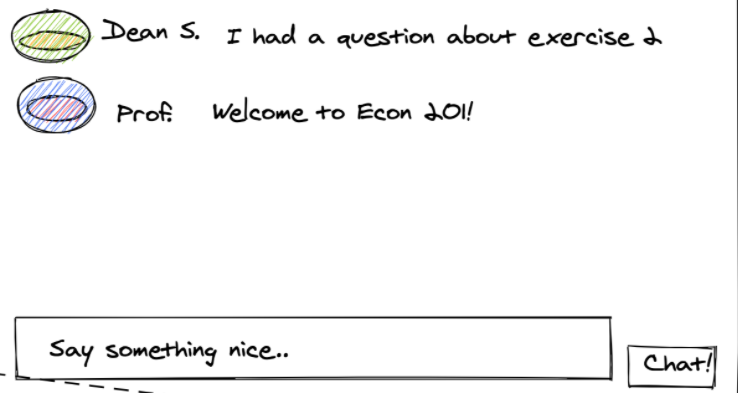 Dean S. I had a question about exercise 2
Prof. Welcome to Econ 201!
Say something nice..
Chat!